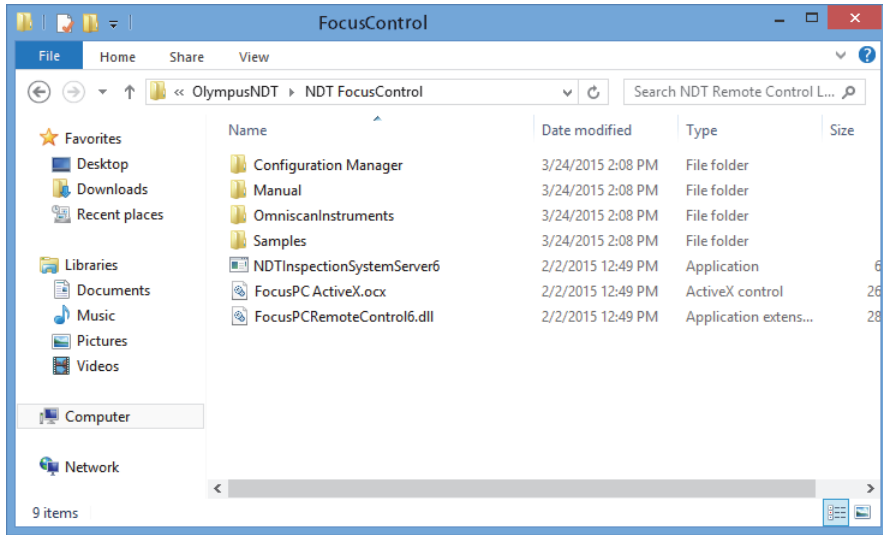 FocusControl
File Home Share View
« OlympusNDT NDT FocusControl Search NDT Remote Control L...
Name Date modified Type Size
Favorites
Desktop
Downloads
Recent places
Libraries
Documents
Music
Pictures
Videos
Computer
Network
Configuration Manager 3/24/2015 2:08 PM File folder
Manual 3/24/2015 2:08 PM File folder
OmniscanInstruments 3/24/2015 2:08 PM File folder
Samples 3/24/2015 2:08 PM File folder
NDTInspectionSystemServer6 2/2/2015 12:49 PM Application 6
FocusPC ActiveX.ocx 2/2/2015 12:49 PM ActiveX control 26
FocusPCRemoteControl6.dll 2/2/2015 12:49 PM Application extens... 28
9 items